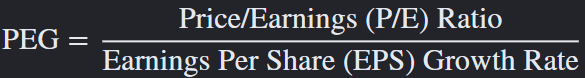 PEG = Price/Earnings (P/E) Ratio
Earnings Per Share (EPS) Growth Rate